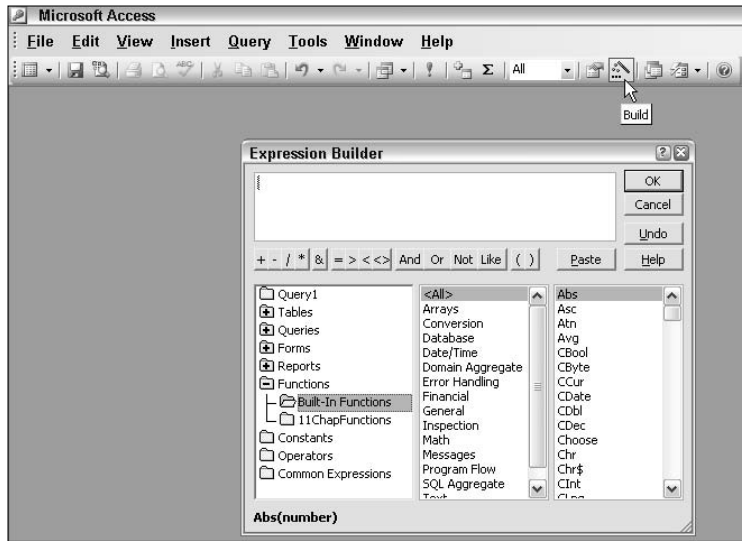 Microsoft Access
File Edit View Insert Query Tools Window Help
All
Build
Expression Builder
OK
Cancel
Undo
+ - / * & = > < <> And Or Not Like ( ) Paste Help
Query1
Tables
Queries
Forms
Reports
Functions
Built-In Functions
11ChapFunctions
Constants
Operators
Common Expressions
<All>
Arrays
Conversion
Database
Date/Time
Domain Aggregate
Error Handling
Financial
General
Inspection
Math
Messages
Program Flow
SQL Aggregate
Abs
Asc
Atn
Avg
CBool
CByte
CCur
CDate
CDbl
CDec
Choose
Chr
Chr$
CInt
Abs(number)